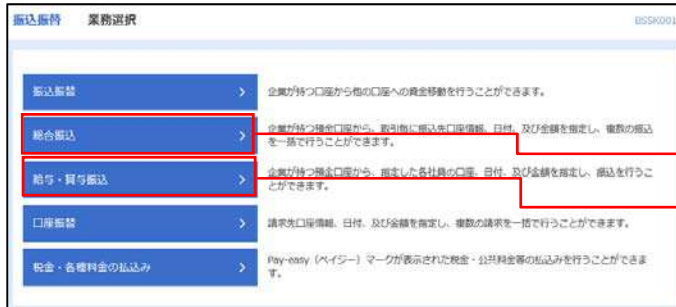 振込振替 業務選択 BSSK001
振込振替 企業が持つ口座から他の口座への資金移動を行うことができます。
総合振込 企業が持つ預金口座から、取引毎に振込先口座情報、日付、及び金額を指定し、複数の振込
を一括で行うことができます。
給与・賞与振込 企業が持つ預金口座から、指定した各社員の口座、日付、及び金額を指定し、振込を行うこ
とができます。
口座振替 請求先口座情報、日付、及び金額を指定し、複数の請求を一括で行うことができます。
税金・各種料金の払込み Pay-easy（ペイジー）マークが表示された税金・公共料金等の払込みを行うことができま
す。